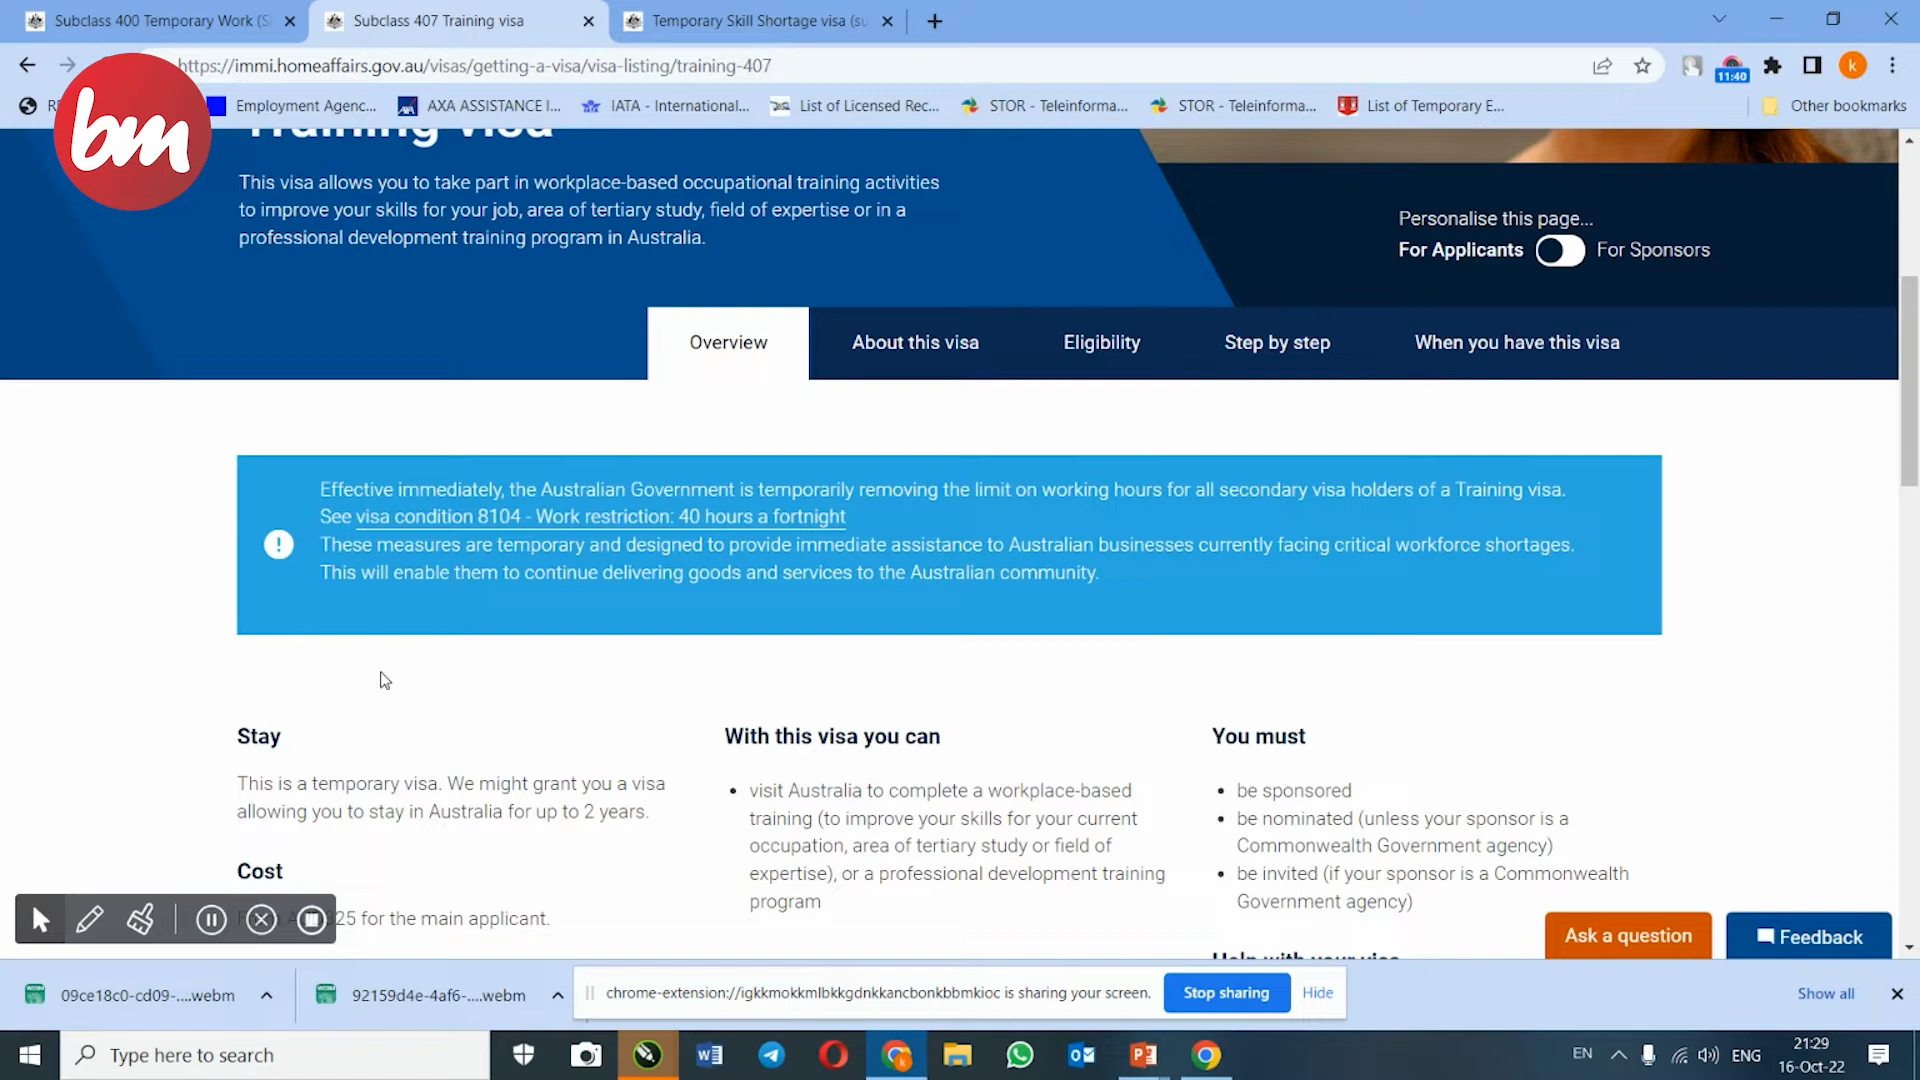 Subclass 400 Temporary Work (S
Subclass 407 Training visa
Temporary Skill Shortage visa (su
https://immi.homeaffairs.gov.au/visas/getting-a-visa/visa-listing/training-407
11:40
k
Employment Agenc...
AXA ASSISTANCE I...
IATA - International...
List of Licensed Rec...
STOR - Teleinforma...
STOR - Teleinforma...
List of Temporary E...
Other bookmarks
bm
Training visa
This visa allows you to take part in workplace-based occupational training activities
to improve your skills for your job, area of tertiary study, field of expertise or in a
professional development training program in Australia.
Personalise this page...
For Applicants
For Sponsors
Overview
About this visa
Eligibility
Step by step
When you have this visa
Effective immediately, the Australian Government is temporarily removing the limit on working hours for all secondary visa holders of a Training visa.
See visa condition 8104 - Work restriction: 40 hours a fortnight
These measures are temporary and designed to provide immediate assistance to Australian businesses currently facing critical workforce shortages.
This will enable them to continue delivering goods and services to the Australian community.
Stay
This is a temporary visa. We might grant you a visa
allowing you to stay in Australia for up to 2 years.
Cost
325 for the main applicant.
With this visa you can
• visit Australia to complete a workplace-based
training (to improve your skills for your current
occupation, area of tertiary study or field of
expertise), or a professional development training
program
You must
• be sponsored
• be nominated (unless your sponsor is a
Commonwealth Government agency)
• be invited (if your sponsor is a Commonwealth
Government agency)
Help with your visa
Ask a question
Feedback
09ce18c0-cd09-....webm
92159d4e-4af6-....webm
chrome-extension://igkkmokkmlbkkgdnkkancbonkbbmkioc is sharing your screen.
Stop sharing
Hide
Show all
Type here to search
EN
ENG
21:29
16-Oct-22